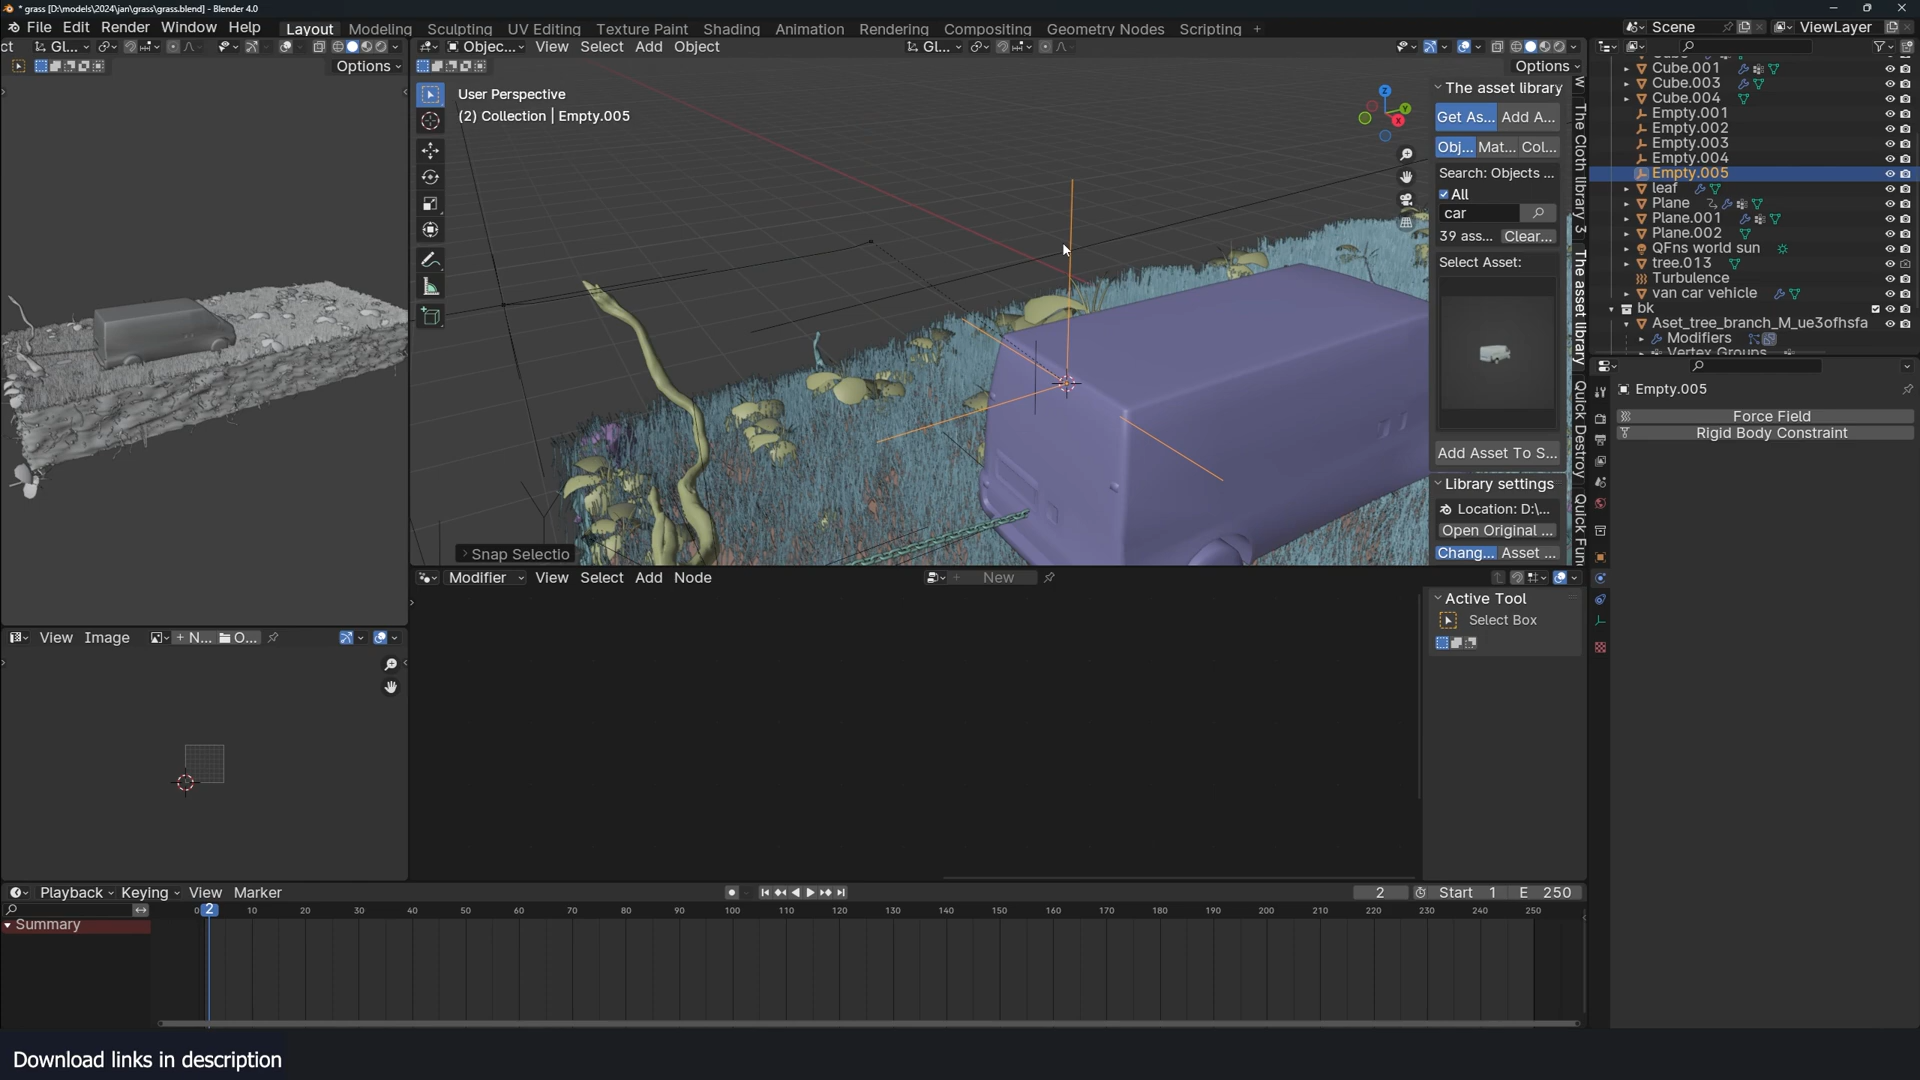 * grass [D:\models\2024\jan\grass\grass.blend] - Blender 4.0
File Edit Render Window Help
Layout Modeling Sculpting UV Editing Texture Paint Shading Animation Rendering Compositing Geometry Nodes Scripting +
Scene
ViewLayer
ct Gl...
Options
Objec... View Select Add Object
Gl...
Options
User Perspective
(2) Collection | Empty.005
Z
Y
X
Snap Selectio
The asset library
Get As... Add A...
Obj... Mat... Col...
Search: Objects ...
All
car
39 ass... Clear...
Select Asset:
Add Asset To S...
Library settings
Location: D:\...
Open Original ...
Chang... Asset ...
W
The Cloth library 3
The asset library
Quick Destroy
Quick Fun
Cube.001
Cube.003
Cube.004
Empty.001
Empty.002
Empty.003
Empty.004
Empty.005
leaf
Plane
Plane.001
Plane.002
QFns world sun
tree.013
Turbulence
van car vehicle
bk
Aset_tree_branch_M_ue3ofhsfa
Modifiers
Vertex Groups
Empty.005
Force Field
Rigid Body Constraint
Modifier View Select Add Node
New
Active Tool
Select Box
View Image
N... O...
Playback Keying View Marker
2 Start 1 E 250
0 2 10 20 30 40 50 60 70 80 90 100 110 120 130 140 150 160 170 180 190 200 210 220 230 240 250
Summary
Download links in description